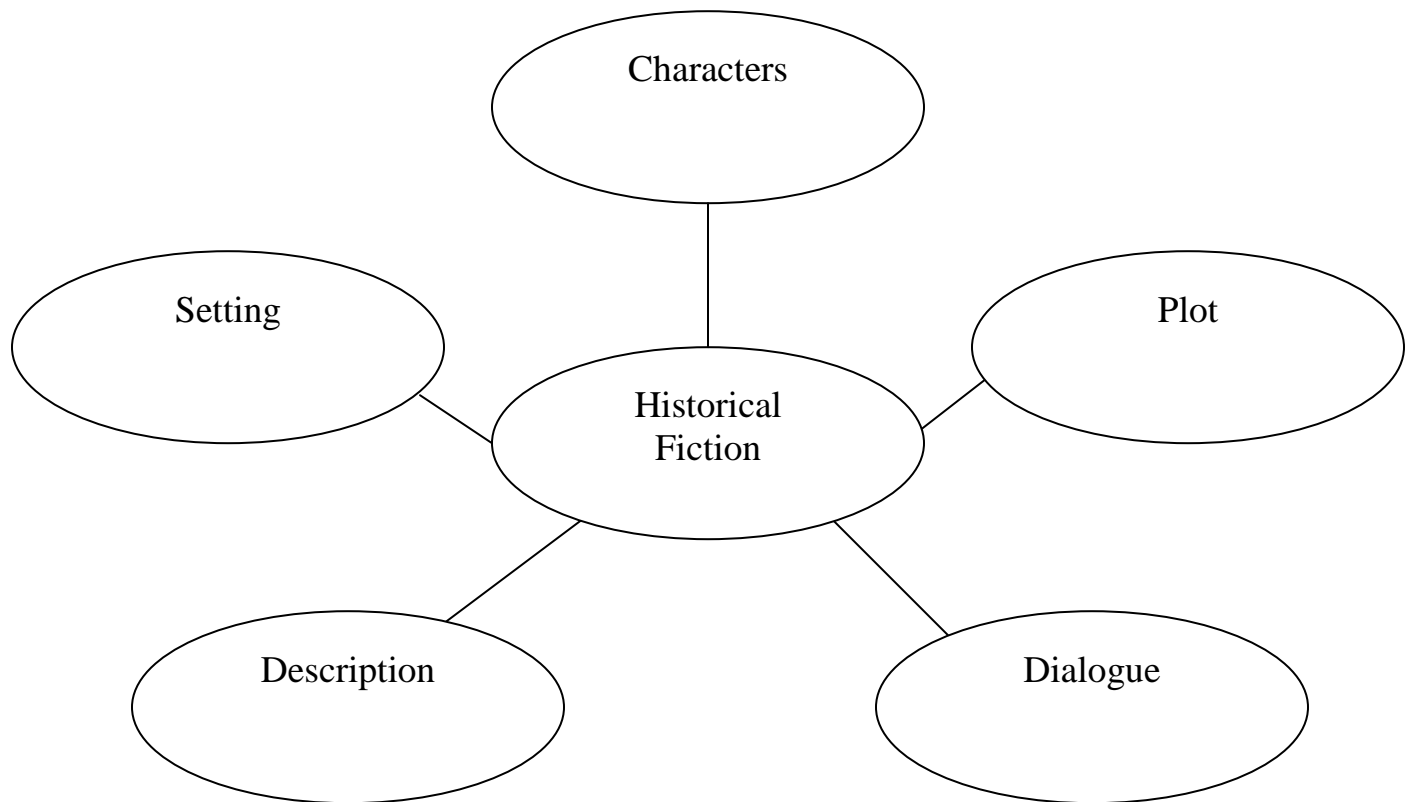 Characters
Setting
Plot
Historical
Fiction
Description
Dialogue